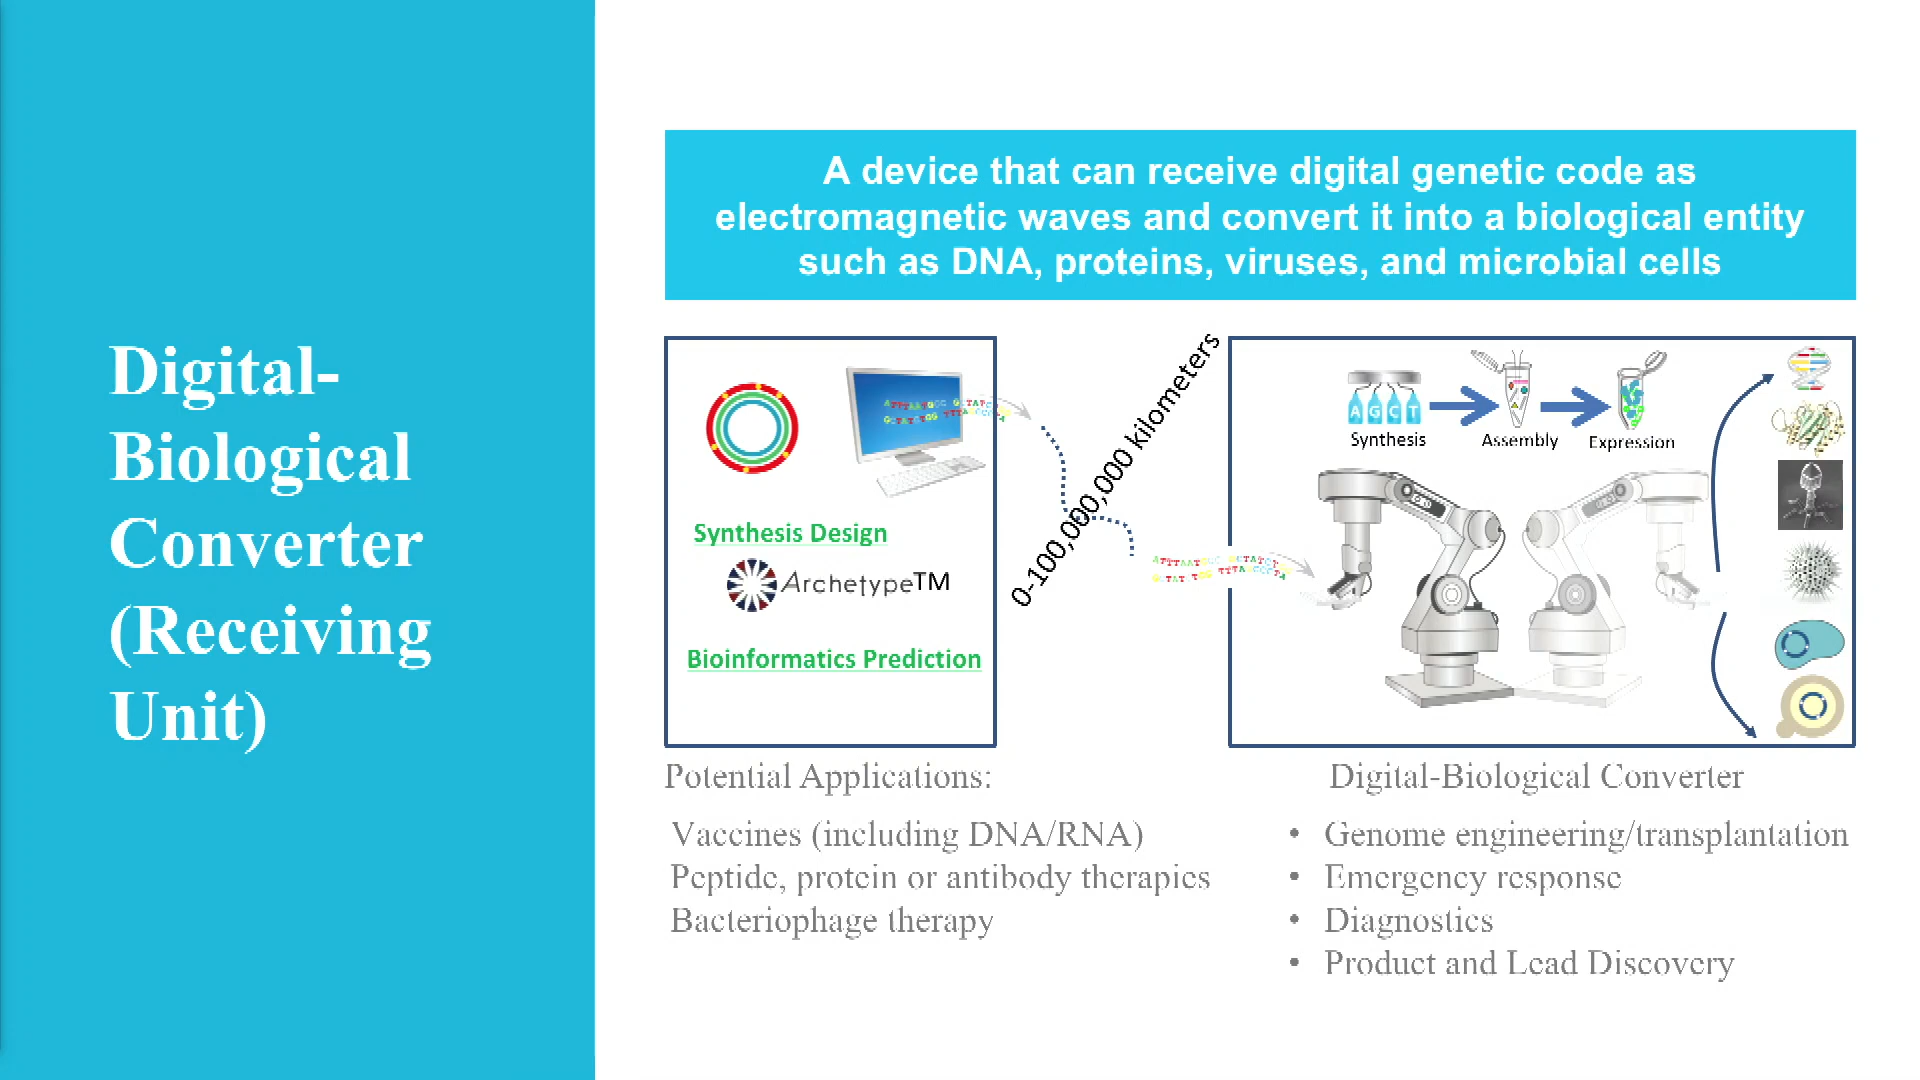 Digital-
Biological
Converter
(Receiving
Unit)
A device that can receive digital genetic code as
electromagnetic waves and convert it into a biological entity
such as DNA, proteins, viruses, and microbial cells
Synthesis Design
ArchetypeTM
Bioinformatics Prediction
0-100,000,000 kilometers
A G C T
Synthesis
Assembly
Expression
Potential Applications:
Vaccines (including DNA/RNA)
Peptide, protein or antibody therapies
Bacteriophage therapy
Digital-Biological Converter
• Genome engineering/transplantation
• Emergency response
• Diagnostics
• Product and Lead Discovery